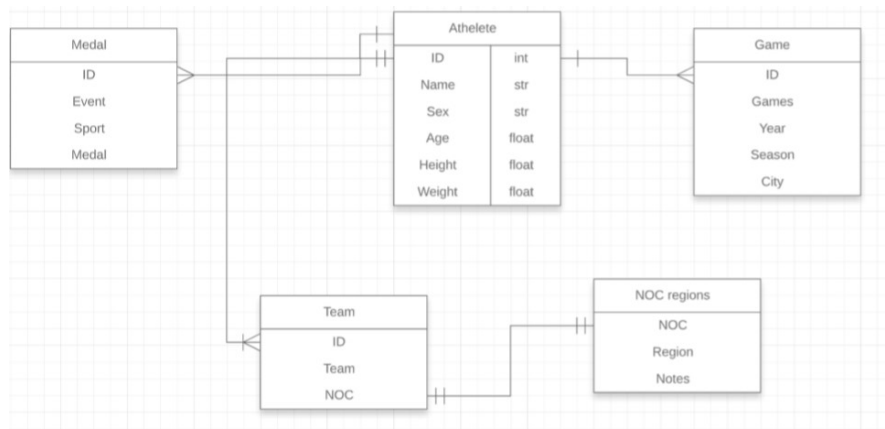 Medal
ID
Event
Sport
Medal
Athelete
ID int
Name str
Sex str
Age float
Height float
Weight float
Game
ID
Games
Year
Season
City
Team
ID
Team
NOC
NOC regions
NOC
Region
Notes